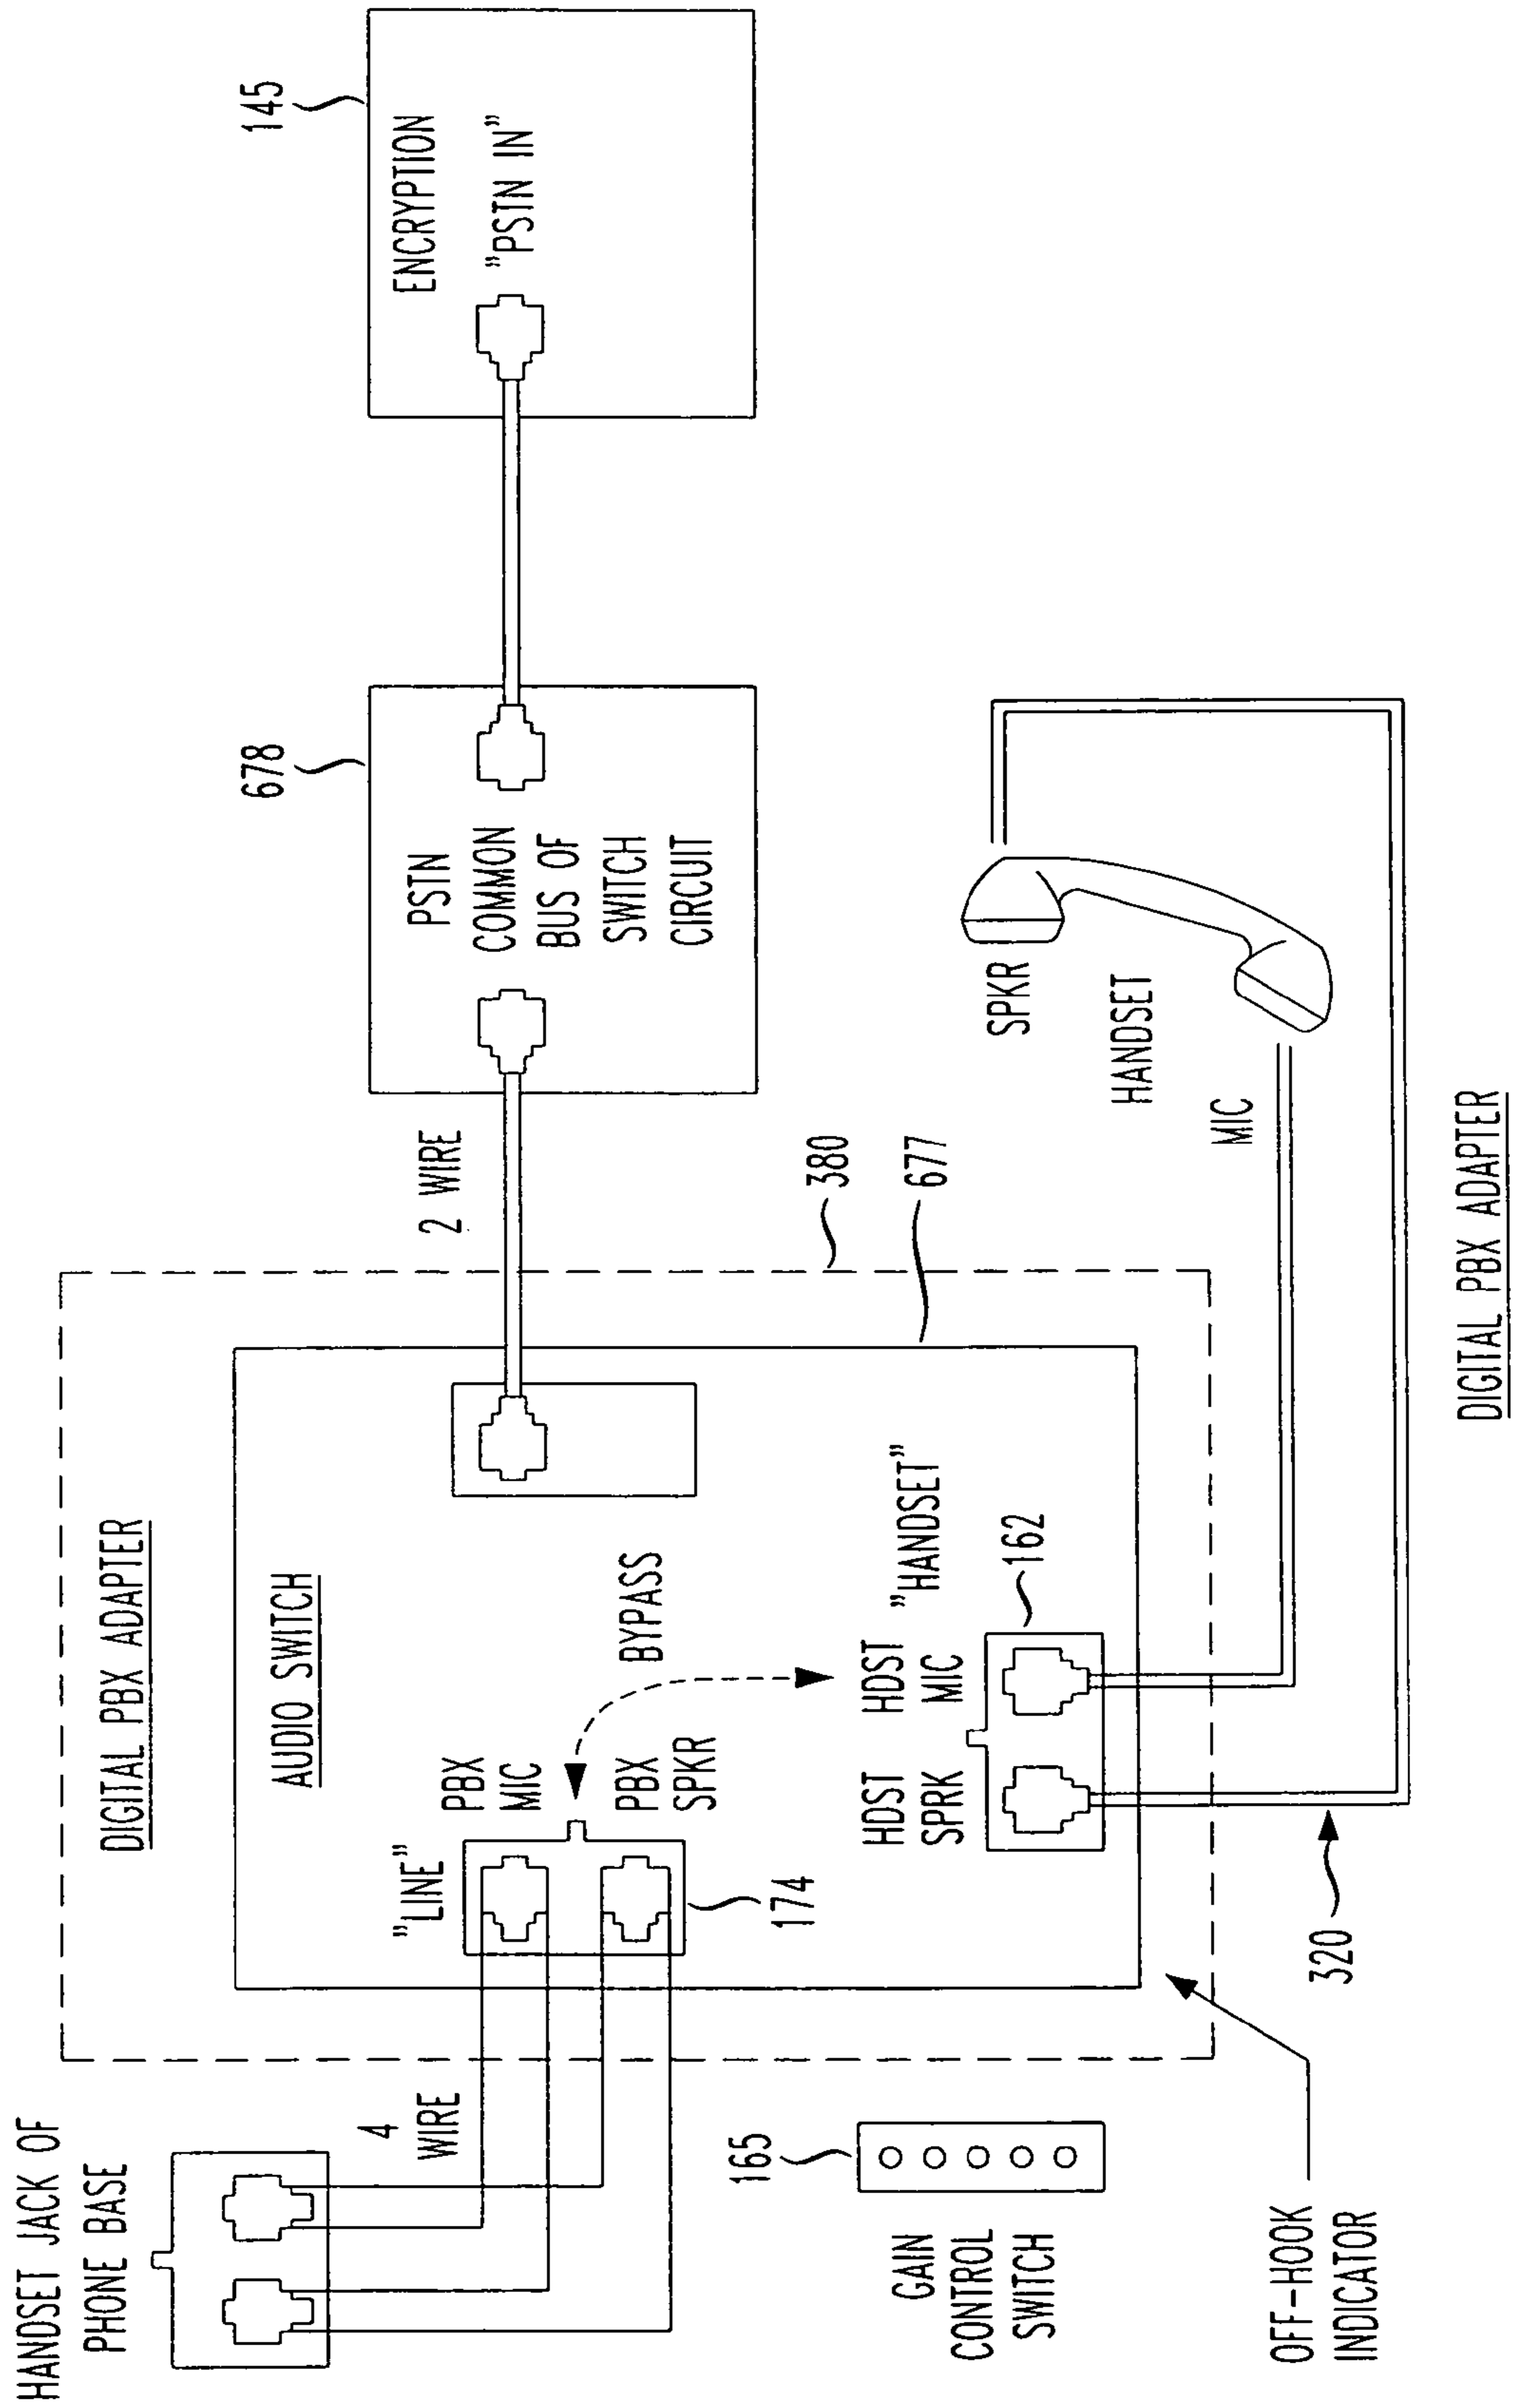 HANDSET JACK OF
PHONE BASE
4
WIRE
DIGITAL PBX ADAPTER
AUDIO SWITCH
"LINE"
PBX
MIC
PBX
SPKR
174
BYPASS
HDST
SPRK
HDST
MIC
"HANDSET"
162
2 WIRE
380
677
678
PSTN
COMMON
BUS OF
SWITCH
CIRCUIT
145
ENCRYPTION
"PSTN IN"
SPKR
HANDSET
MIC
165
GAIN
CONTROL
SWITCH
OFF-HOOK
INDICATOR
320
DIGITAL PBX ADAPTER